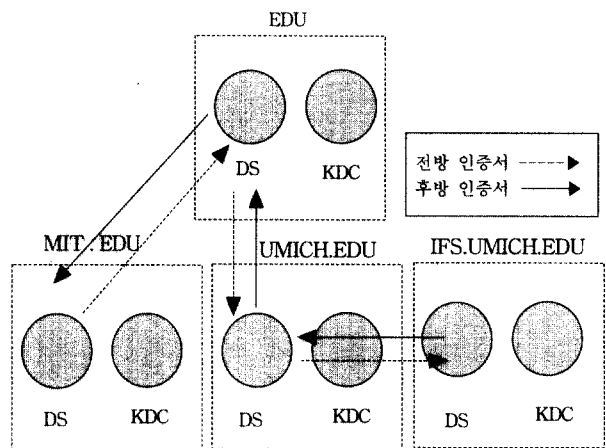 EDU
DS
KDC
전방 인증서
후방 인증서
MIT . EDU
UMICH.EDU
IFS.UMICH.EDU
DS
KDC
DS
KDC
DS
KDC